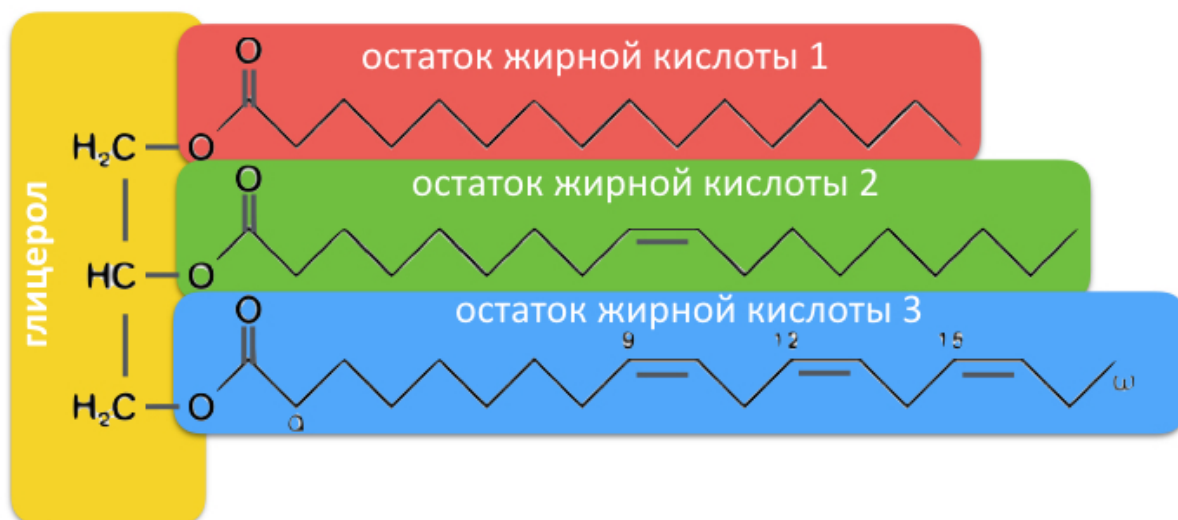 остаток жирной кислоты 1
O
H₂C
O
глицерол
остаток жирной кислоты 2
O
HC
O
остаток жирной кислоты 3
O
9 12 15
ω
H₂C
O
α